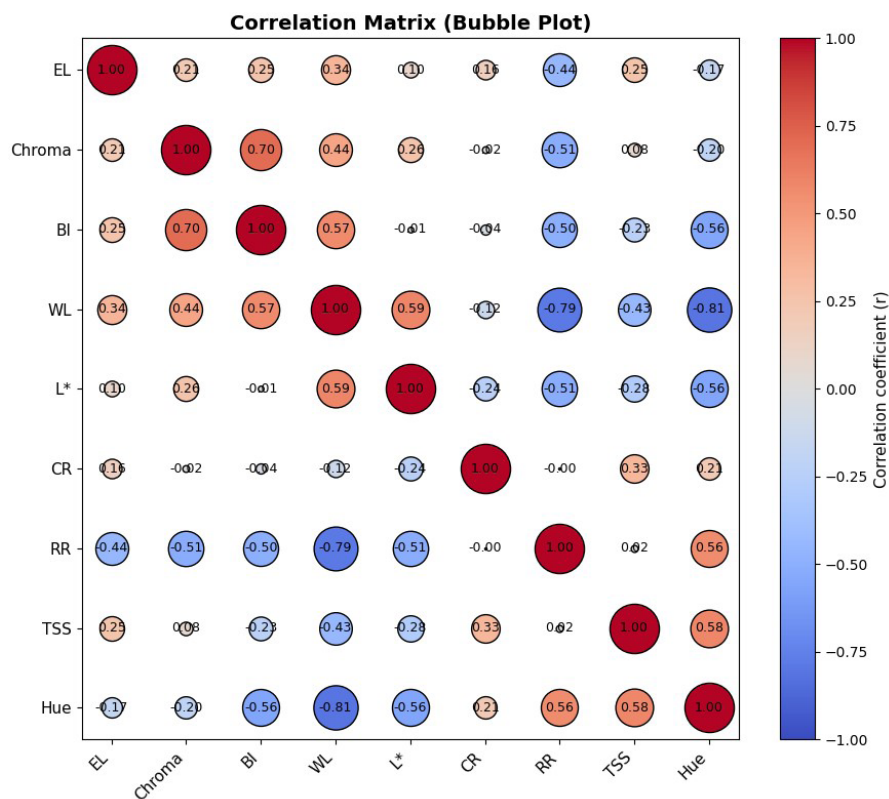 Correlation Matrix (Bubble Plot)
EL 1.00 0.21 0.25 0.34 0.10 0.16 -0.44 0.25 -0.17
Chroma 0.21 1.00 0.70 0.44 0.26 -0.02 -0.51 0.08 -0.20
BI 0.25 0.70 1.00 0.57 -0.01 -0.04 -0.50 -0.23 -0.56
WL 0.34 0.44 0.57 1.00 0.59 -0.12 -0.79 -0.43 -0.81
L* 0.10 0.26 -0.01 0.59 1.00 -0.24 -0.51 -0.28 -0.56
CR 0.16 -0.02 -0.04 -0.12 -0.24 1.00 -0.00 0.33 0.21
RR -0.44 -0.51 -0.50 -0.79 -0.51 -0.00 1.00 0.02 0.56
TSS 0.25 0.08 -0.23 -0.43 -0.28 0.33 0.02 1.00 0.58
Hue -0.17 -0.20 -0.56 -0.81 -0.56 0.21 0.56 0.58 1.00
EL Chroma BI WL L* CR RR TSS Hue
1.00
0.75
0.50
0.25
0.00
-0.25
-0.50
-0.75
-1.00
Correlation coefficient (r)